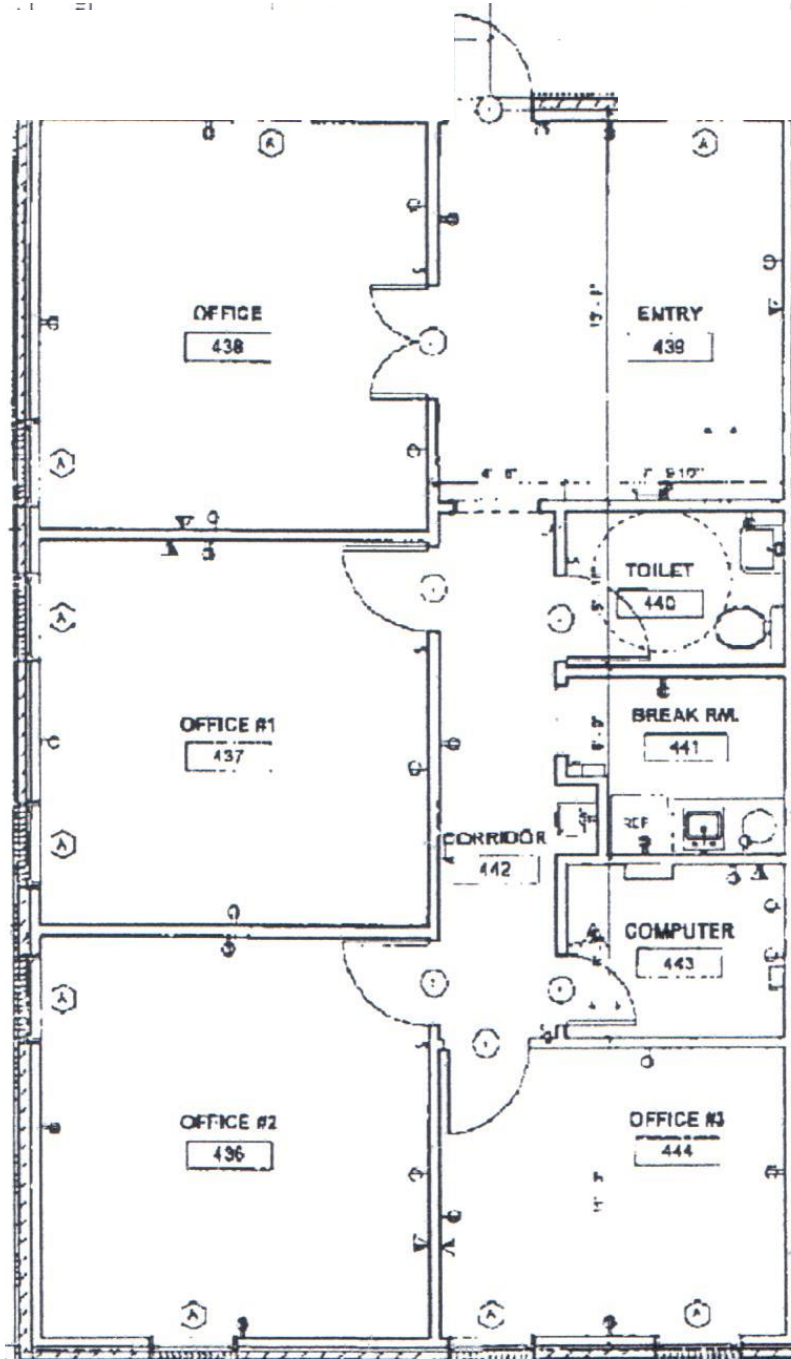 OFFICE
438
ENTRY
439
TOILET
440
OFFICE #1
437
BREAK RM.
441
REF
CORRIDOR
442
COMPUTER
443
OFFICE #2
436
OFFICE #3
444
A
A
A
A
A
A
A
A